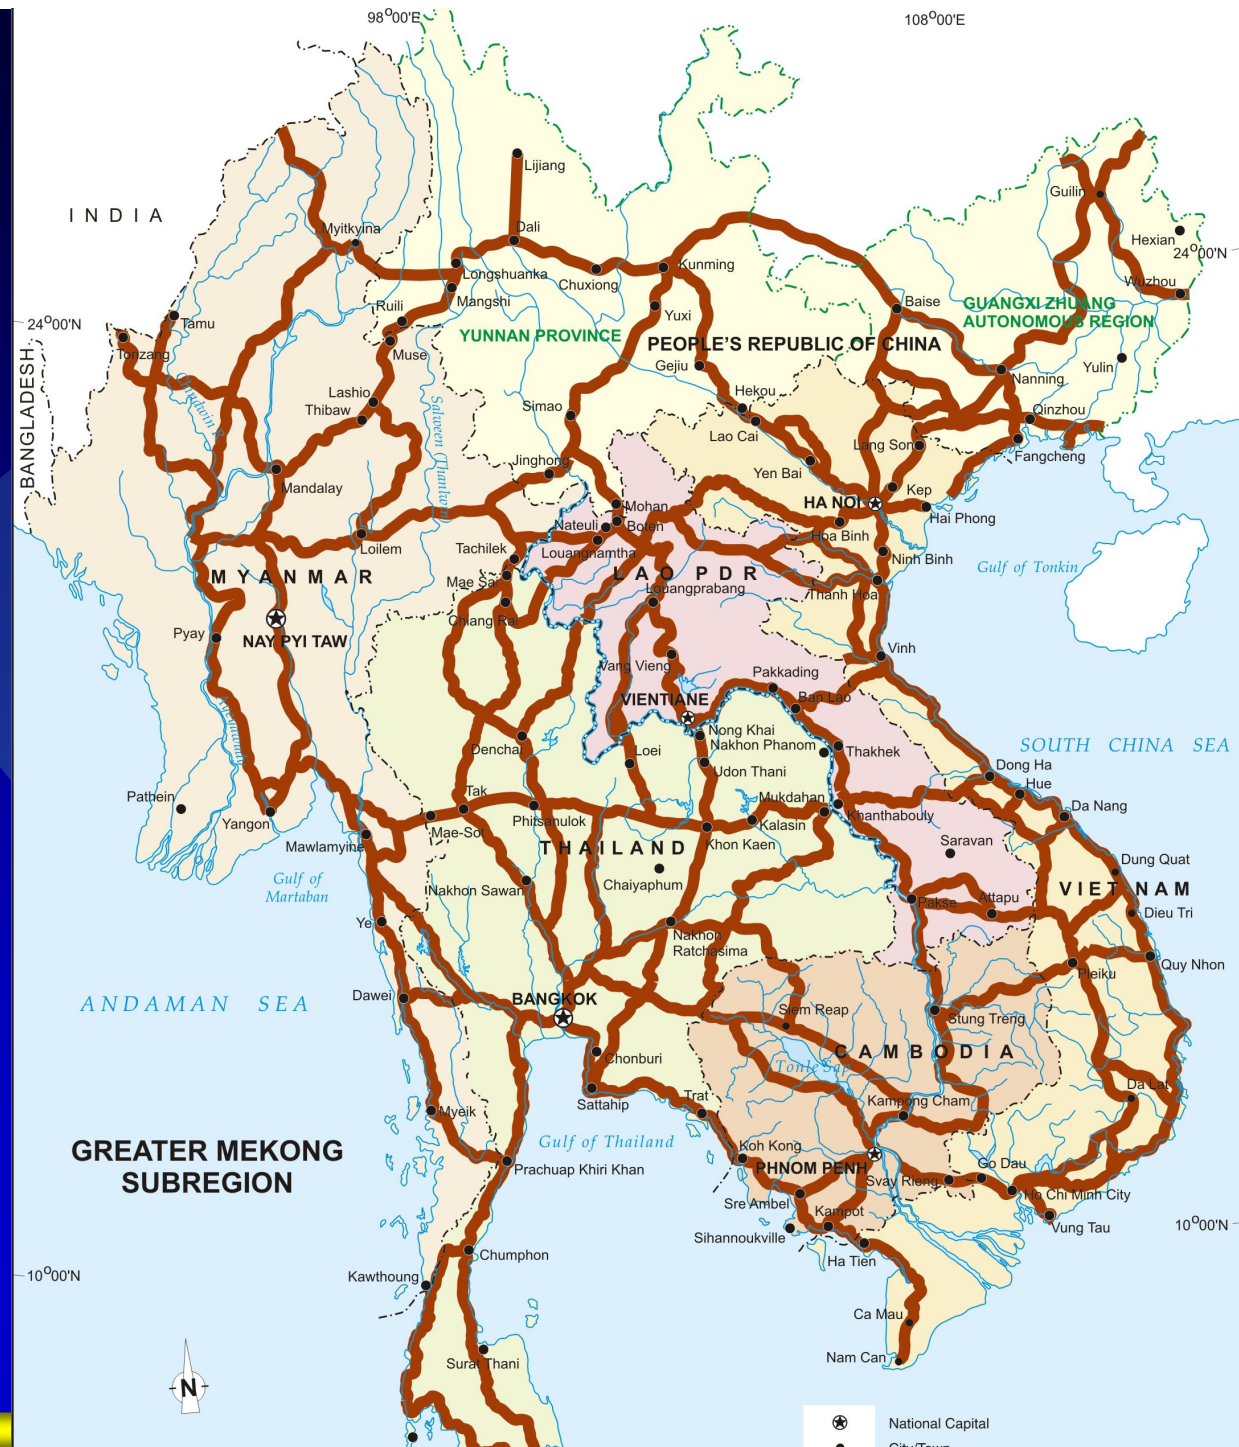 98°00'E
108°00'E
Lijiang
Guilin
INDIA
Myitkyina
Dali
Hexian
24°00'N
Longshuanka
Kunming
Chuxiong
Wuzhou
Mangshi
Ruili
Baise
GUANGXI ZHUANG
AUTONOMOUS REGION
Tamu
Yuxi
24°00'N
YUNNAN PROVINCE
PEOPLE'S REPUBLIC OF CHINA
Tonzang
Muse
Gejiu
Yulin
Nanning
BANGLADESH
Chindwin R
Lashio
Hekou
Thibaw
Simao
Qinzhou
Salween (Thanlwin)
Lao Cai
Lang Son
Fangcheng
Jinghong
Yen Bai
Mandalay
Kep
HA NOI
Mohan
Hai Phong
Nateuli
Boten
Hoa Binh
Loilem
Tachilek
Louangnamtha
Ninh Binh
Gulf of Tonkin
MYANMAR
LAO PDR
Mae Sai
Louangprabang
Thanh Hoa
Chiang Rai
Pyay
NAY PYI TAW
Vinh
Vang Vieng
Pakkading
VIENTIANE
Ban Lao
Nong Khai
Nakhon Phanom
Denchai
Loei
Thakhek
SOUTH CHINA SEA
Udon Thani
Dong Ha
Hue
Pathein
Tak
Mukdahan
Da Nang
Yangon
Phitsanulok
Kalasin
Khanthabouly
Mae-Sot
Mawlamyine
THAILAND
Khon Kaen
Saravan
Dung Quat
Gulf of
Martaban
Nakhon Sawan
Chaiyaphum
VIET NAM
Pakse
Attapu
Dieu Tri
Ye
Nakhon
Ratchasima
Quy Nhon
Pleiku
Dawei
ANDAMAN SEA
BANGKOK
Siem Reap
Stung Treng
CAMBODIA
Chonburi
Tonle Sap
Da Lat
Sattahip
Trat
Kampong Cham
Myeik
GREATER MEKONG
SUBREGION
Gulf of Thailand
Koh Kong
Prachuap Khiri Khan
PHNOM PENH
Go Dau
Svay Rieng
Ho Chi Minh City
Sre Ambel
Kampot
Vung Tau
10°00'N
Sihannoukville
Chumphon
Ha Tien
10°00'N
Kawthoung
Ca Mau
Surat Thani
Nam Can
N
National Capital
City/Town